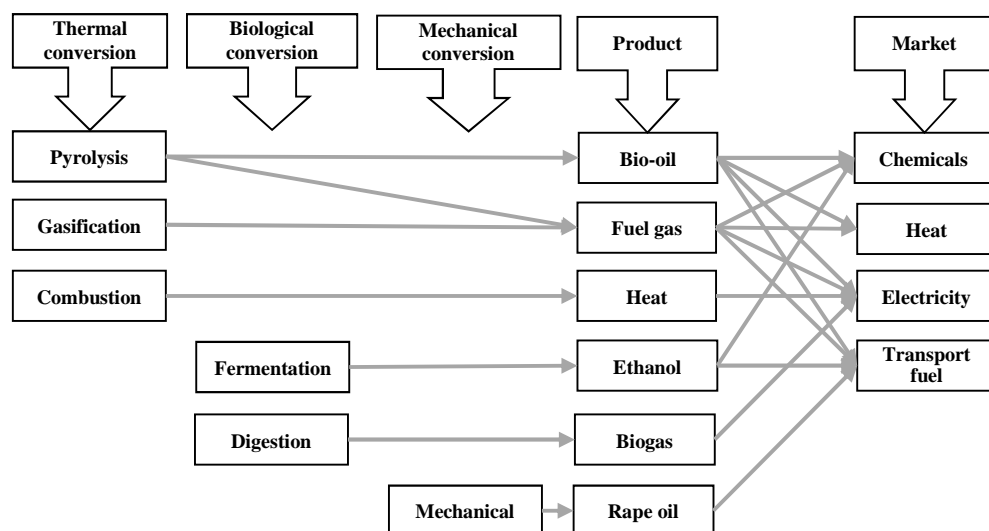 Thermal
conversion
Biological
conversion
Mechanical
conversion
Product
Market
Pyrolysis
Bio-oil
Chemicals
Gasification
Fuel gas
Heat
Combustion
Heat
Electricity
Fermentation
Ethanol
Transport
fuel
Digestion
Biogas
Mechanical
Rape oil